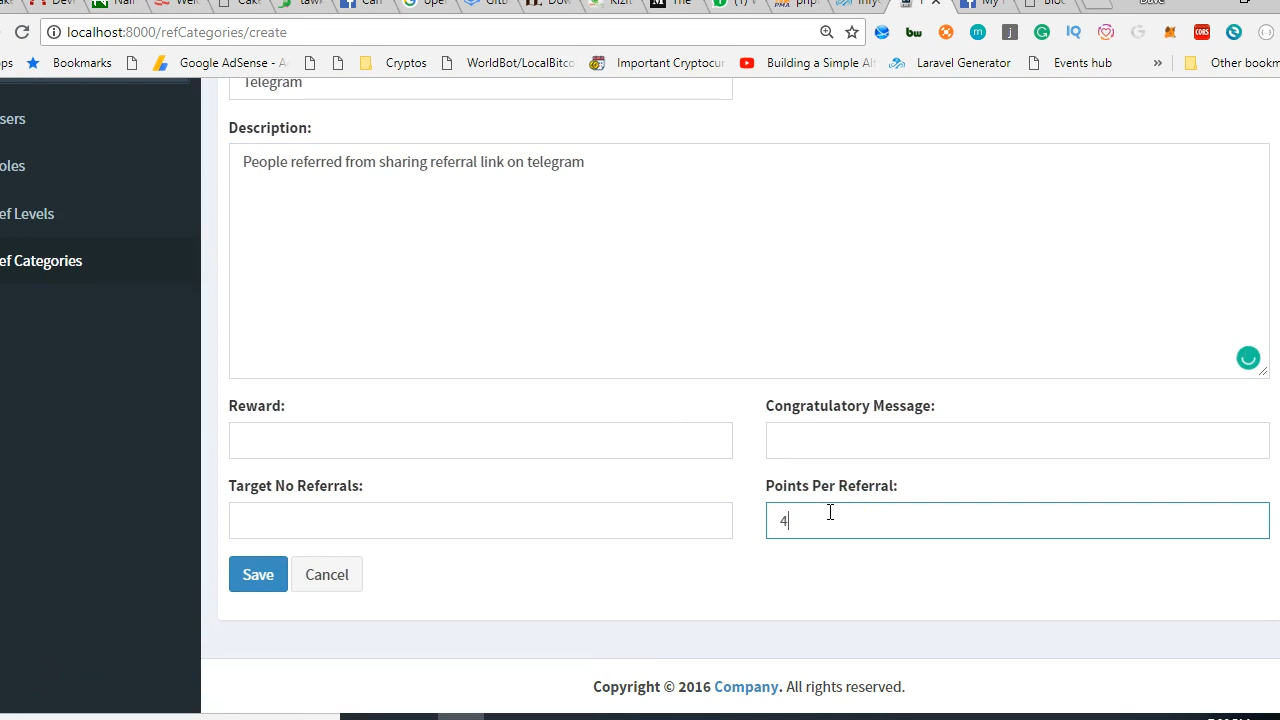 localhost:8000/refCategories/create
Bookmarks Google AdSense - Cryptos WorldBot/LocalBitco Important Cryptocur Building a Simple Laravel Generator Events hub » Other bookm
Telegram
sers
Description:
People referred from sharing referral link on telegram
oles
ef Levels
ef Categories
Reward:
Congratulatory Message:
Target No Referrals:
Points Per Referral:
4
Save Cancel
Copyright © 2016 Company. All rights reserved.